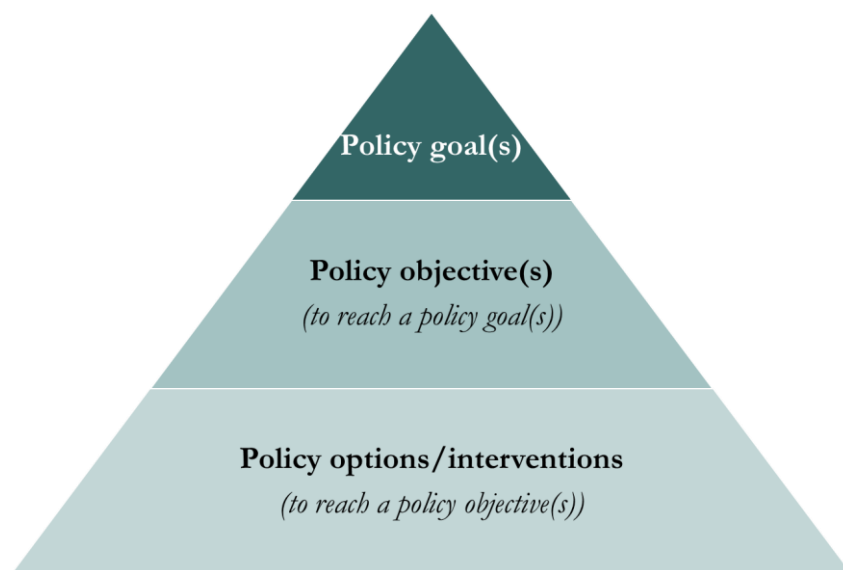 Policy goal(s)
Policy objective(s)
(to reach a policy goal(s))
Policy options/interventions
(to reach a policy objective(s))